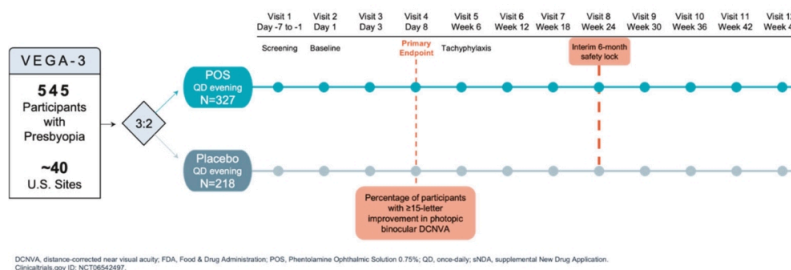 Visit 1 Visit 2 Visit 3 Visit 4 Visit 5 Visit 6 Visit 7 Visit 8 Visit 9 Visit 10 Visit 11 Visit 12
Day -7 to -1 Day 1 Day 3 Day 8 Week 6 Week 12 Week 18 Week 24 Week 30 Week 36 Week 42 Week 4
Screening Baseline Primary Endpoint Tachyphylaxis Interim 6-month safety lock
VEGA-3
545
Participants
with
Presbyopia
~40
U.S. Sites
3:2
POS
QD evening
N=327
Placebo
QD evening
N=218
Percentage of participants
with ≥15-letter
improvement in photopic
binocular DCNVA
DCNVA, distance-corrected near visual acuity; FDA, Food & Drug Administration; POS, Phentolamine Ophthalmic Solution 0.75%; QD, once-daily; sNDA, supplemental New Drug Application.
Clinicaltrials.gov ID: NCT06542497.